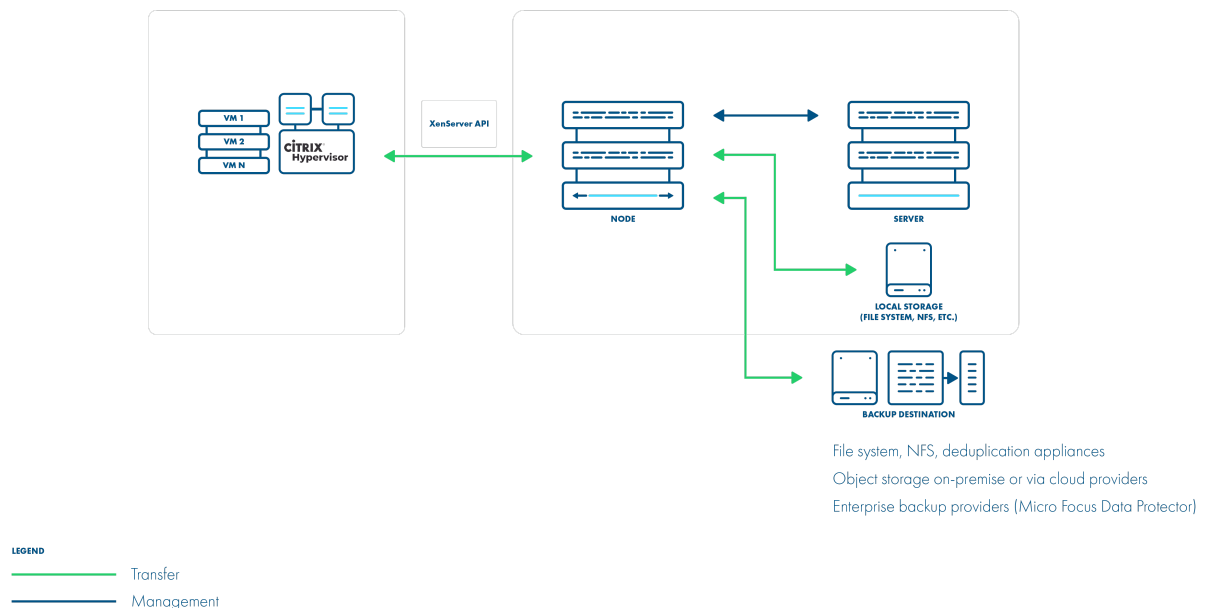 VM 1
VM 2
VM N
CİTRIX
Hypervisor
XenServer API
NODE
SERVER
LOCAL STORAGE
(FILE SYSTEM, NFS, ETC.)
BACKUP DESTINATION
File system, NFS, deduplication appliances
Object storage on-premise or via cloud providers
Enterprise backup providers (Micro Focus Data Protector)
LEGEND
Transfer
Management